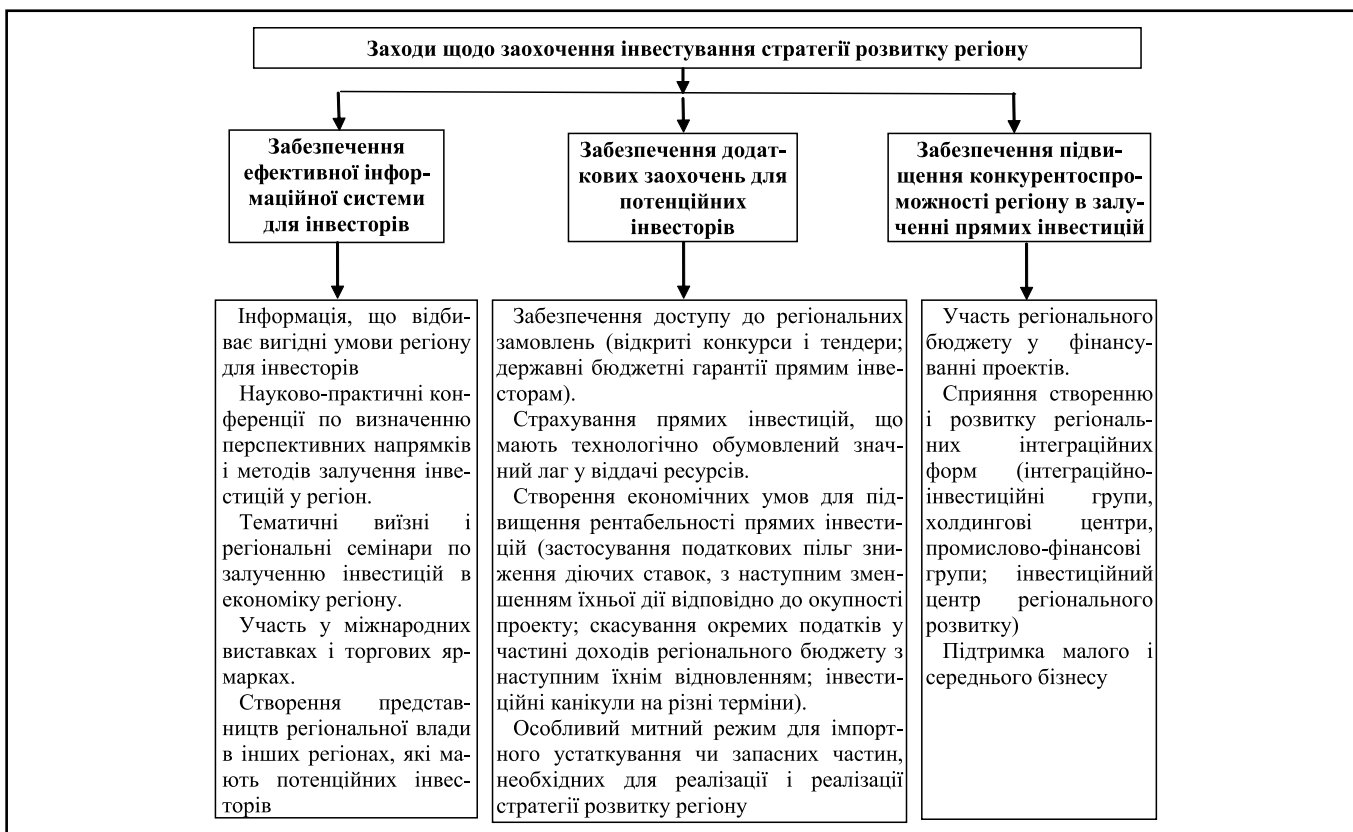 Заходи щодо заохочення інвестування стратегії розвитку регіону
Забезпечення
ефективної інфор-
маційної системи
для інвесторів
Забезпечення додат-
кових заохочень для
потенційних
інвесторів
Забезпечення підви-
щення конкурентоспро-
можності регіону в залу-
ченні прямих інвестицій
Інформація, що відби-
ває вигідні умови регіону
для інвесторів
Науково-практичні кон-
ференції по визначенню
перспективних напрямків
і методів залучення інве-
стицій у регіон.
Тематичні виїзні і
регіональні семінари по
залученню інвестицій в
економіку регіону.
Участь у міжнародних
виставках і торгових яр-
марках.
Створення представ-
ництв регіональної влади
в інших регіонах, які ма-
ють потенційних інвес-
торів
Забезпечення доступу до регіональних
замовлень (відкриті конкурси і тендери;
державні бюджетні гарантії прямим інве-
сторам).
Страхування прямих інвестицій, що
мають технологічно обумовлений знач-
ний лаг у віддачі ресурсів.
Створення економічних умов для під-
вищення рентабельності прямих інвести-
цій (застосування податкових пільг зни-
ження діючих ставок, з наступним змен-
шенням їхньої дії відповідно до окупності
проекту; скасування окремих податків у
частині доходів регіонального бюджету з
наступним їхнім відновленням; інвести-
ційні канікули на різні терміни).
Особливий митний режим для імпорт-
ного устаткування чи запасних частин,
необхідних для реалізації і реалізації
стратегії розвитку регіону
Участь регіонального
бюджету у фінансу-
ванні проектів.
Сприяння створенню
і розвитку регіональ-
них інтеграційних
форм (інтеграційно-
інвестиційні групи,
холдингові центри,
промислово-фінансові
групи; інвестиційний
центр регіонального
розвитку)
Підтримка малого і
середнього бізнесу